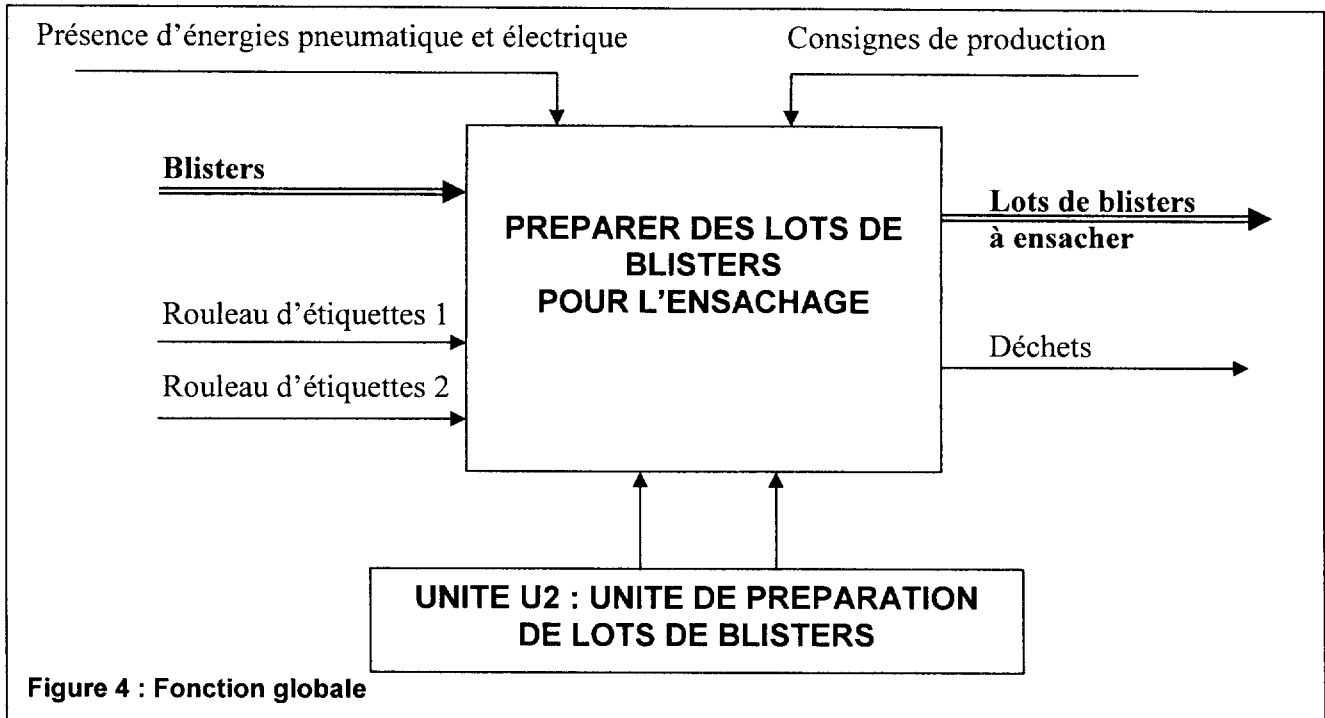 Présence d'énergies pneumatique et électrique
Consignes de production
Blisters
PREPARER DES LOTS DE
BLISTERS
POUR L'ENSACHAGE
Lots de blisters
à ensacher
Rouleau d'étiquettes 1
Déchets
Rouleau d'étiquettes 2
UNITE U2 : UNITE DE PREPARATION
DE LOTS DE BLISTERS
Figure 4 : Fonction globale